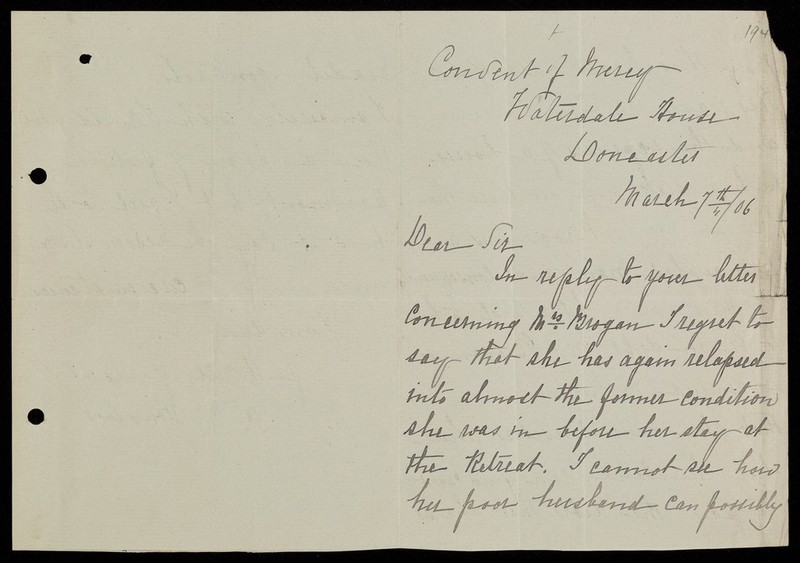 194
Convent of Mercy
Waterdale House
Doncaster
March 7th/06
Dear Sir
In reply to your letter
concerning Mrs Brogan I regret to
say that she has again relapsed
into almost the former condition
she was in before her stay at
the Retreat. I cannot see how
her poor husband can possibly